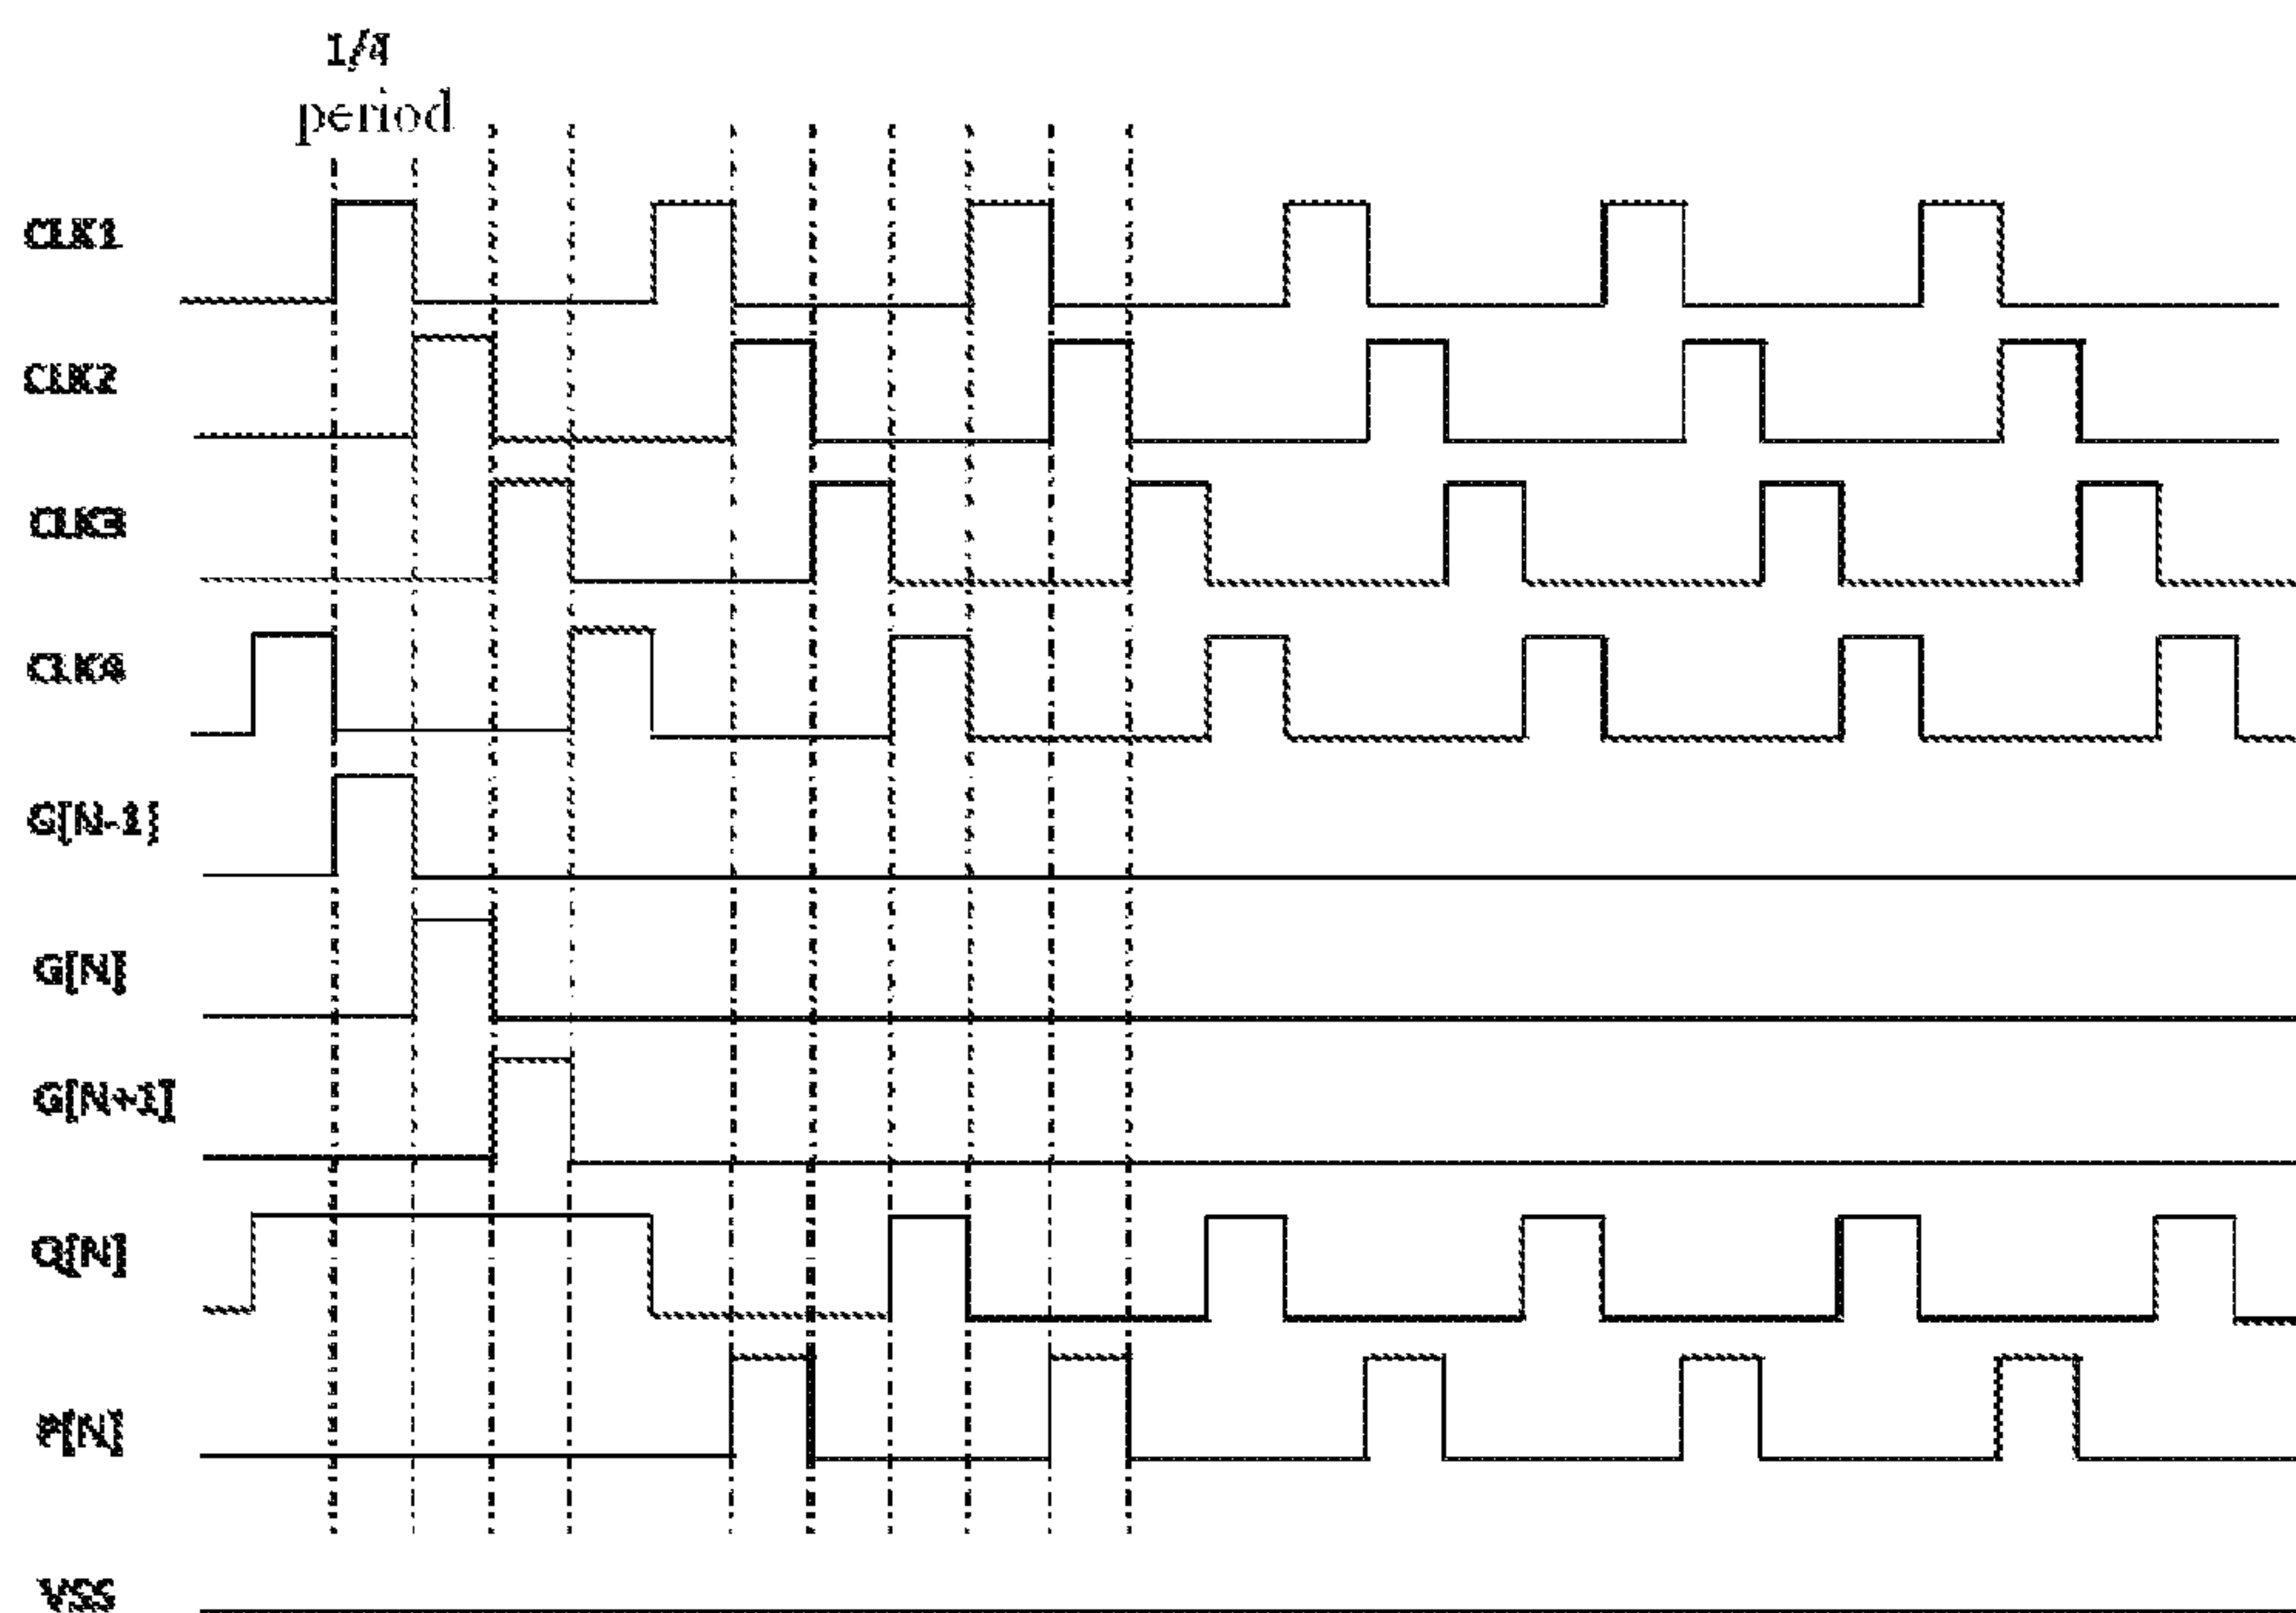 1/4
period
CLK1
CLK2
CLK3
CLK4
G[N-1]
G[N]
G[N+1]
Q[N]
P[N]
VSS